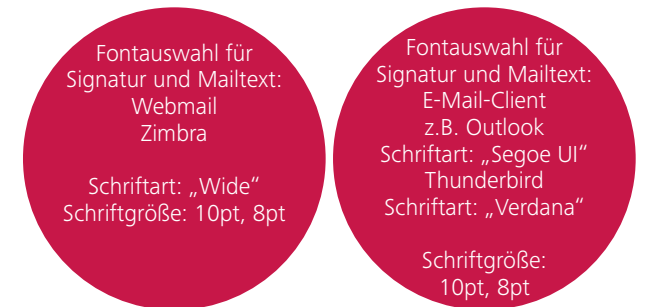 Fontauswahl für
Signatur und Mailtext:
Webmail
Zimbra
Schriftart: „Wide“
Schriftgröße: 10pt, 8pt
Fontauswahl für
Signatur und Mailtext:
E-Mail-Client
z.B. Outlook
Schriftart: „Segoe UI“
Thunderbird
Schriftart: „Verdana“
Schriftgröße:
10pt, 8pt